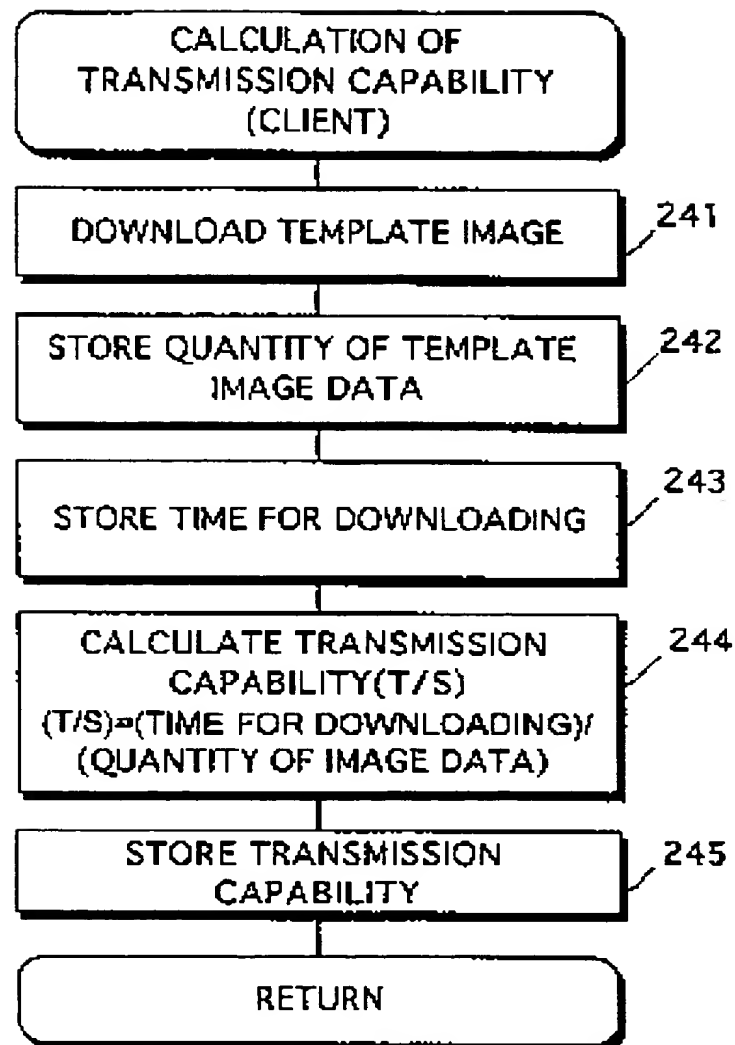 CALCULATION OF
TRANSMISSION CAPABILITY
(CLIENT)
DOWNLOAD TEMPLATE IMAGE
241
STORE QUANTITY OF TEMPLATE
IMAGE DATA
242
STORE TIME FOR DOWNLOADING
243
CALCULATE TRANSMISSION
CAPABILITY(T/S)
(T/S)=(TIME FOR DOWNLOADING)/
(QUANTITY OF IMAGE DATA)
244
STORE TRANSMISSION
CAPABILITY
245
RETURN